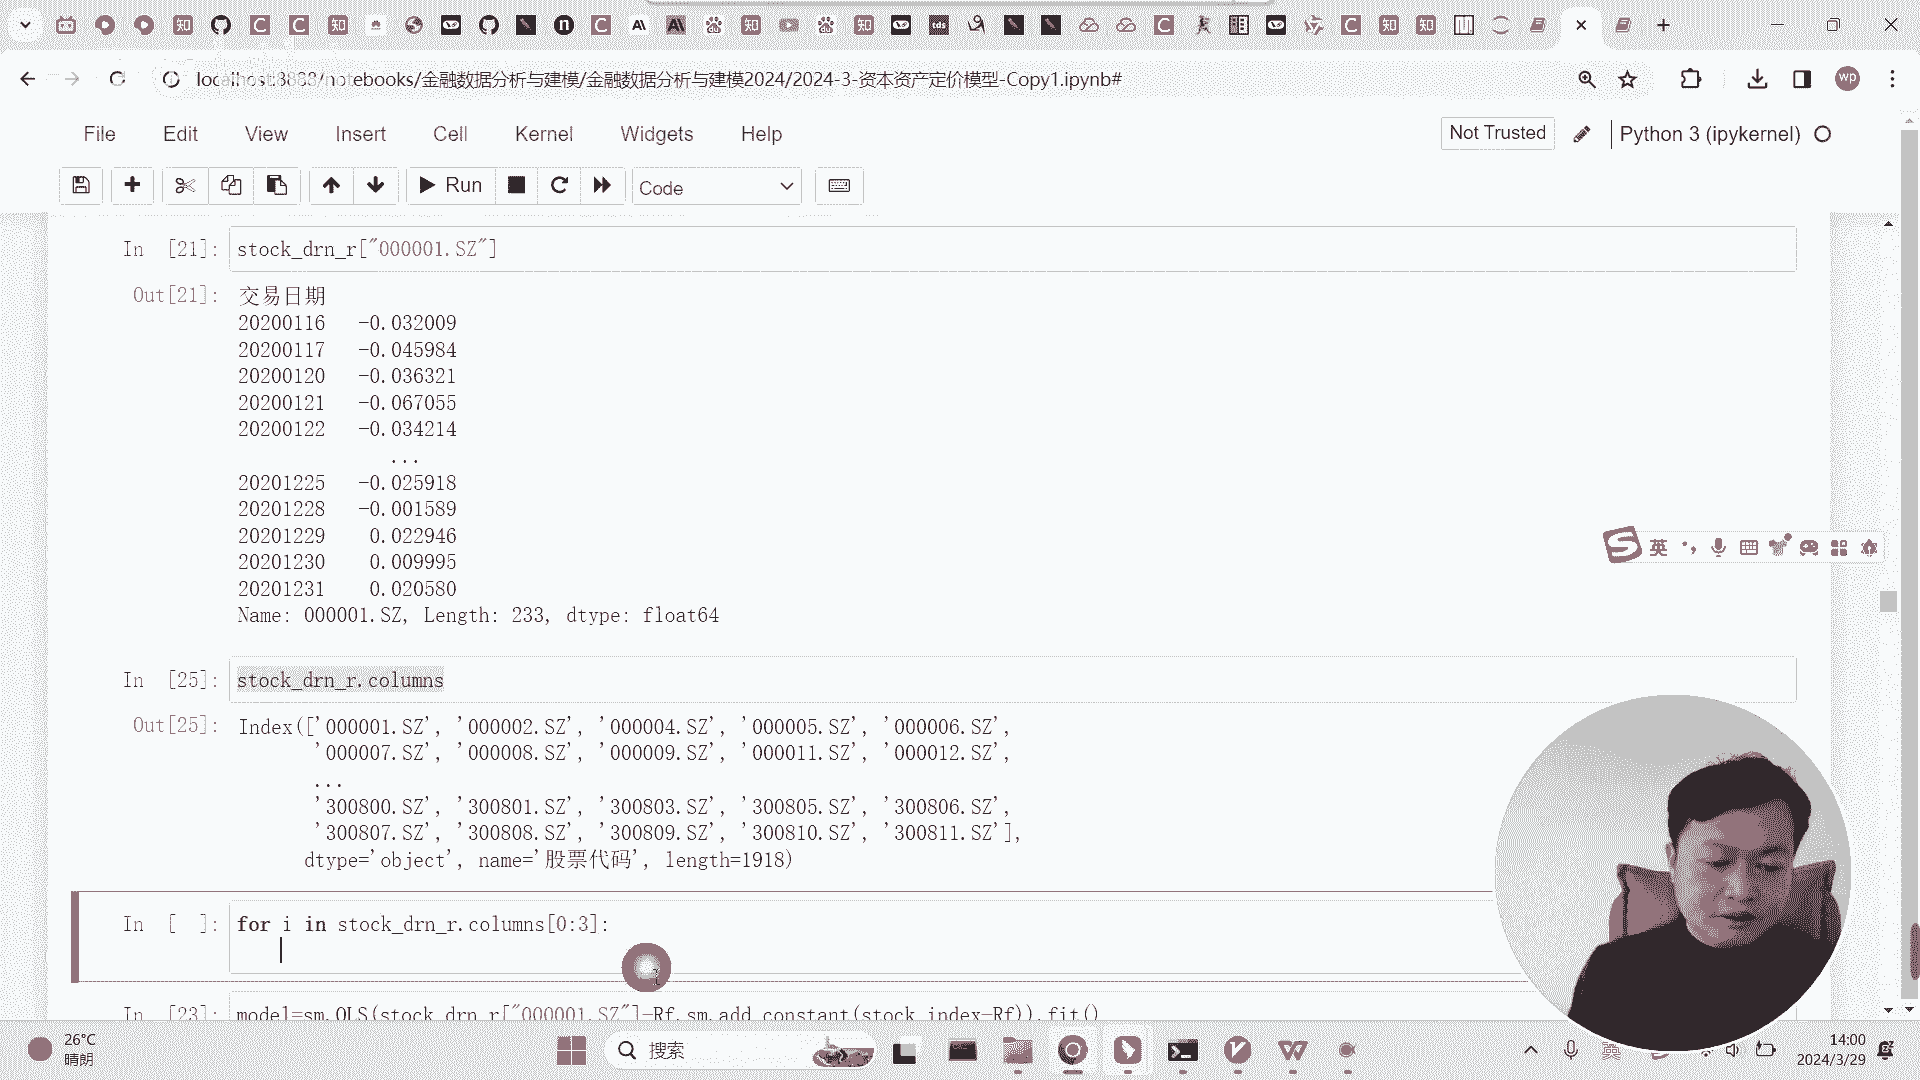 localhost:8888/notebooks/金融数据分析与建模/金融数据分析与建模2024/2024-3-资本资产定价模型-Copy1.ipynb#
wp
File Edit View Insert Cell Kernel Widgets Help
Not Trusted
Python 3 (ipykernel)
Run
Code
In [21]: stock_drn_r["000001.SZ"]
Out[21]: 交易日期
20200116 -0.032009
20200117 -0.045984
20200120 -0.036321
20200121 -0.067055
20200122 -0.034214
...
20201225 -0.025918
20201228 -0.001589
20201229 0.022946
20201230 0.009995
20201231 0.020580
Name: 000001.SZ, Length: 233, dtype: float64
英
In [25]: stock_drn_r.columns
Out[25]: Index(['000001.SZ', '000002.SZ', '000004.SZ', '000005.SZ', '000006.SZ',
'000007.SZ', '000008.SZ', '000009.SZ', '000011.SZ', '000012.SZ',
...
'300800.SZ', '300801.SZ', '300803.SZ', '300805.SZ', '300806.SZ',
'300807.SZ', '300808.SZ', '300809.SZ', '300810.SZ', '300811.SZ'],
dtype='object', name='股票代码', length=1918)
In [ ]: for i in stock_drn_r.columns[0:3]:
In [23]: model=sm.OLS(stock_drn_r["000001.SZ"]-Rf,sm.add_constant(stock_index-Rf)).fit()
26°C
晴朗
搜索
英
14:00
2024/3/29